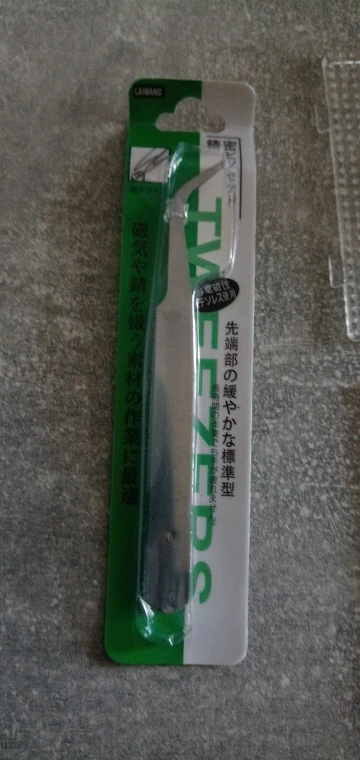 LAIWANG
精密ピンセット
TWEEZERS
非電磁性
ステンレス使用
先端部の緩やかな標準型
磁気や錆を嫌う素材の作業に最適